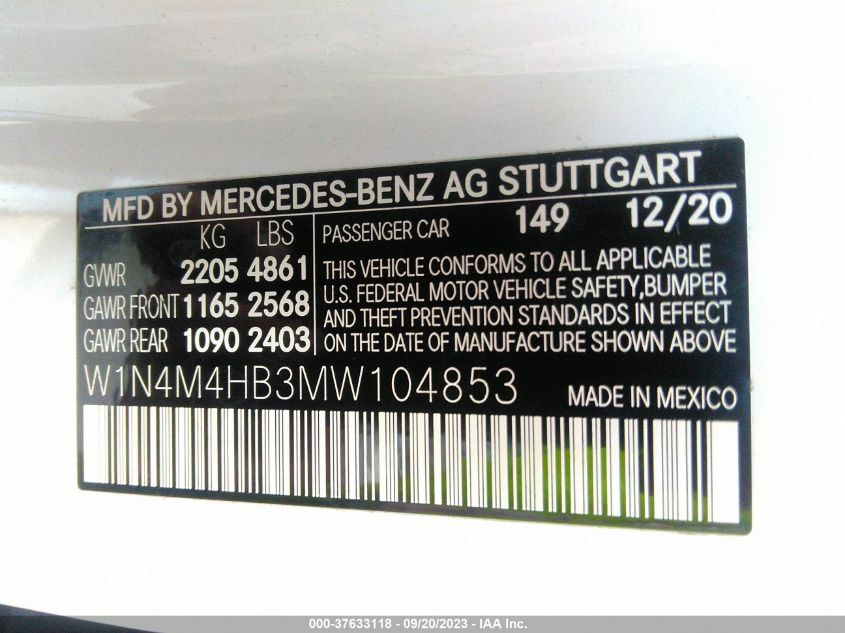 MFD BY MERCEDES-BENZ AG STUTTGART
KG LBS
GVWR 2205 4861
GAWR FRONT 1165 2568
GAWR REAR 1090 2403
PASSENGER CAR 149 12/20
THIS VEHICLE CONFORMS TO ALL APPLICABLE
U.S. FEDERAL MOTOR VEHICLE SAFETY,BUMPER
AND THEFT PREVENTION STANDARDS IN EFFECT
ON THE DATE OF MANUFACTURE SHOWN ABOVE
W1N4M4HB3MW104853
MADE IN MEXICO
000-37633118 - 09/20/2023 - IAA Inc.